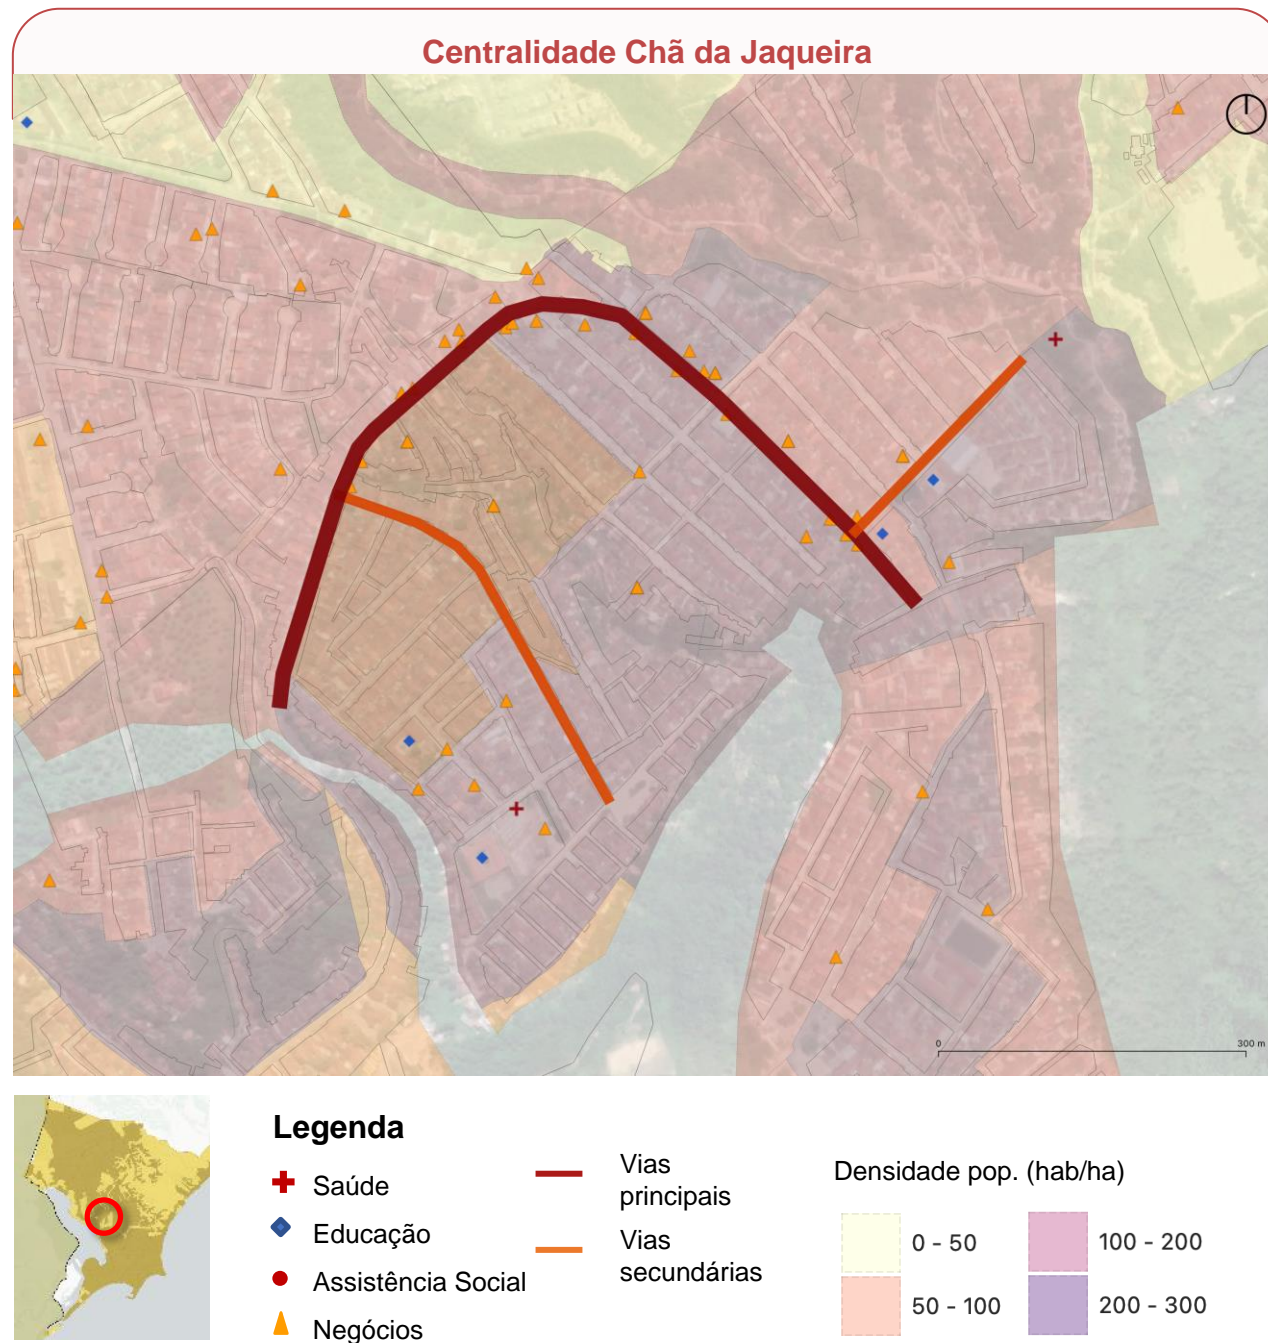 Centralidade Chã da Jaqueira
0 300 m
Legenda
Saúde
Educação
Assistência Social
Negócios
Vias
principais
Vias
secundárias
Densidade pop. (hab/ha)
0 - 50
50 - 100
100 - 200
200 - 300